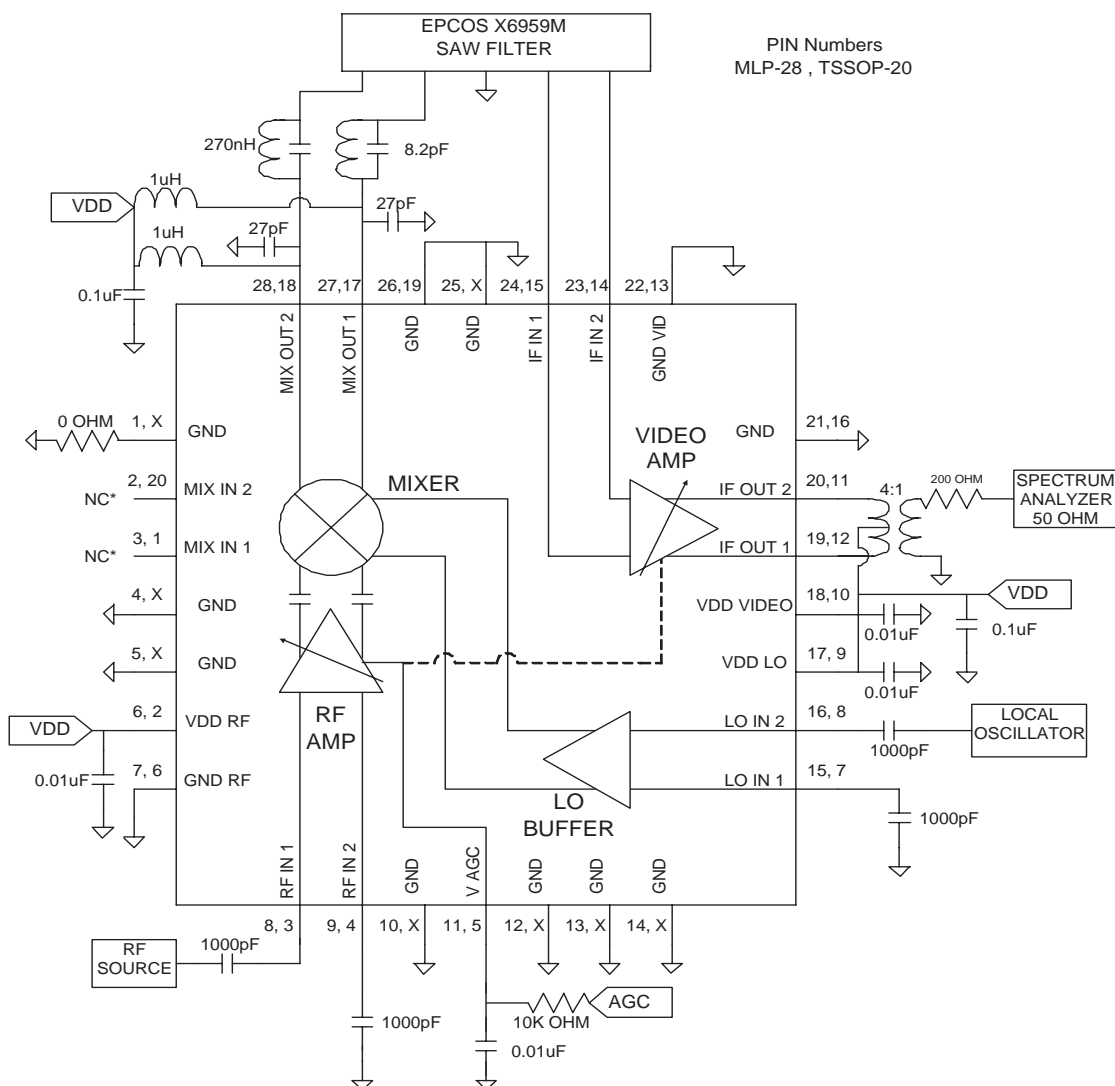 EPCOS X6959M
SAW FILTER
PIN Numbers
MLP-28 , TSSOP-20
270nH
8.2pF
1uH
VDD
27pF
27pF
1uH
0.1uF
28,18
27,17
26,19
25, X
24,15
23,14
22,13
MIX OUT 2
MIX OUT 1
GND
GND
IF IN 1
IF IN 2
GND VID
0 OHM
1, X
GND
2, 20
NC*
MIX IN 2
3, 1
NC*
MIX IN 1
4, X
GND
5, X
GND
6, 2
VDD
VDD RF
0.01uF
7, 6
GND RF
MIXER
VIDEO
AMP
RF
AMP
LO
BUFFER
GND
21,16
IF OUT 2
20,11
4:1
200 OHM
SPECTRUM
ANALYZER
50 OHM
IF OUT 1
19,12
VDD VIDEO
18,10
VDD
0.01uF
0.1uF
VDD LO
17, 9
0.01uF
LO IN 2
16, 8
1000pF
LOCAL
OSCILLATOR
LO IN 1
15, 7
1000pF
RF IN 1
RF IN 2
GND
V AGC
GND
GND
GND
8, 3
9, 4
10, X
11, 5
12, X
13, X
14, X
RF
SOURCE
1000pF
1000pF
10K OHM
AGC
0.01uF